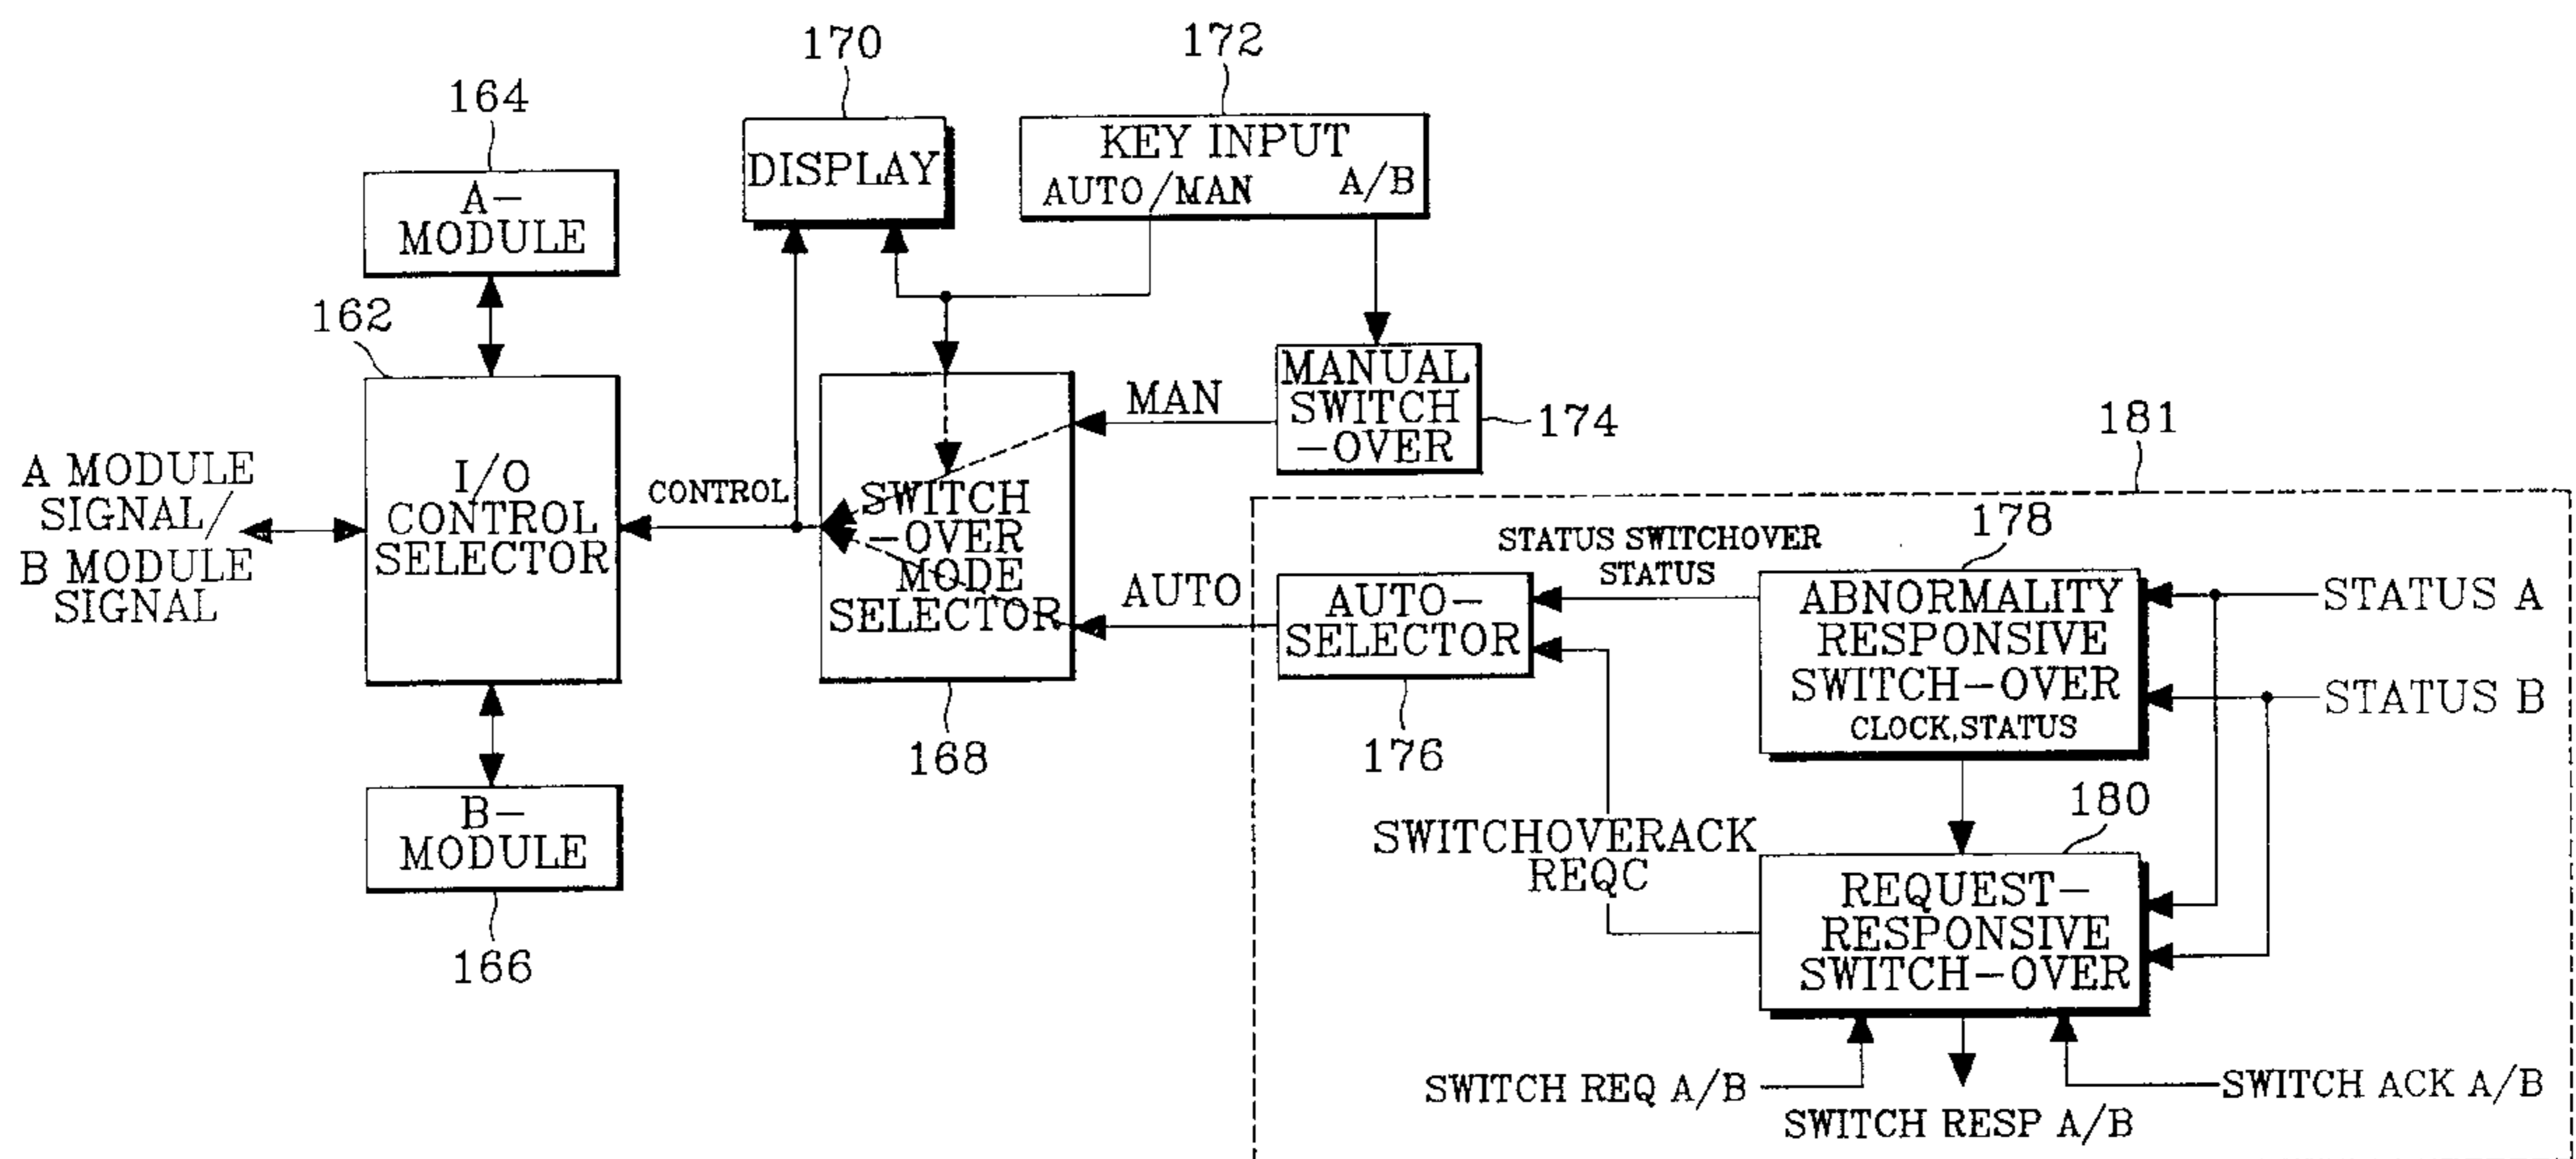 170
172
164
DISPLAY
KEY INPUT
AUTO/MAN A/B
A-
MODULE
162
MANUAL
SWITCH
-OVER
174
MAN
181
A MODULE
SIGNAL/
B MODULE
SIGNAL
I/O
CONTROL
SELECTOR
CONTROL
SWITCH
-OVER
MODE
SELECTOR
168
AUTO
AUTO-
SELECTOR
176
STATUS SWITCHOVER
STATUS
178
ABNORMALITY
RESPONSIVE
SWITCH-OVER
CLOCK,STATUS
STATUS A
STATUS B
B-
MODULE
166
SWITCHOVERACK
REQC
180
REQUEST-
RESPONSIVE
SWITCH-OVER
SWITCH REQ A/B
SWITCH RESP A/B
SWITCH ACK A/B